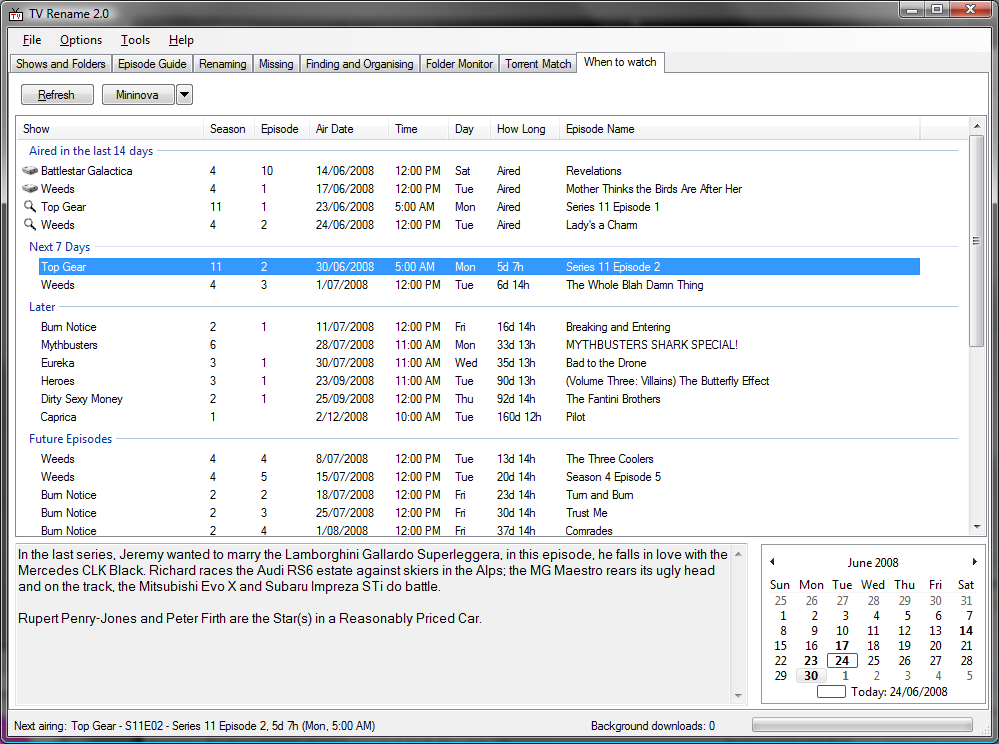 TV Rename 2.0
File Options Tools Help
Shows and Folders Episode Guide Renaming Missing Finding and Organising Folder Monitor Torrent Match When to watch
Refresh Mininova
Show Season Episode Air Date Time Day How Long Episode Name
Aired in the last 14 days
Battlestar Galactica 4 10 14/06/2008 12:00 PM Sat Aired Revelations
Weeds 4 1 17/06/2008 12:00 PM Tue Aired Mother Thinks the Birds Are After Her
Top Gear 11 1 23/06/2008 5:00 AM Mon Aired Series 11 Episode 1
Weeds 4 2 24/06/2008 12:00 PM Tue Aired Lady's a Charm
Next 7 Days
Top Gear 11 2 30/06/2008 5:00 AM Mon 5d 7h Series 11 Episode 2
Weeds 4 3 1/07/2008 12:00 PM Tue 6d 14h The Whole Blah Damn Thing
Later
Burn Notice 2 1 11/07/2008 12:00 PM Fri 16d 14h Breaking and Entering
Mythbusters 6 28/07/2008 11:00 AM Mon 33d 13h MYTHBUSTERS SHARK SPECIAL!
Eureka 3 1 30/07/2008 11:00 AM Wed 35d 13h Bad to the Drone
Heroes 3 1 23/09/2008 11:00 AM Tue 90d 13h (Volume Three: Villains) The Butterfly Effect
Dirty Sexy Money 2 1 25/09/2008 12:00 PM Thu 92d 14h The Fantini Brothers
Caprica 1 2/12/2008 10:00 AM Tue 160d 12h Pilot
Future Episodes
Weeds 4 4 8/07/2008 12:00 PM Tue 13d 14h The Three Coolers
Weeds 4 5 15/07/2008 12:00 PM Tue 20d 14h Season 4 Episode 5
Burn Notice 2 2 18/07/2008 12:00 PM Fri 23d 14h Turn and Burn
Burn Notice 2 3 25/07/2008 12:00 PM Fri 30d 14h Trust Me
Burn Notice 2 4 1/08/2008 12:00 PM Fri 37d 14h Comrades
In the last series, Jeremy wanted to marry the Lamborghini Gallardo Superleggera, in this episode, he falls in love with the
Mercedes CLK Black. Richard races the Audi RS6 estate against skiers in the Alps; the MG Maestro rears its ugly head
and on the track, the Mitsubishi Evo X and Subaru Impreza STi do battle.
Rupert Penry-Jones and Peter Firth are the Star(s) in a Reasonably Priced Car.
June 2008
Sun Mon Tue Wed Thu Fri Sat
25 26 27 28 29 30 31
1 2 3 4 5 6 7
8 9 10 11 12 13 14
15 16 17 18 19 20 21
22 23 24 25 26 27 28
29 30 1 2 3 4 5
Today: 24/06/2008
Next airing: Top Gear - S11E02 - Series 11 Episode 2, 5d 7h (Mon, 5:00 AM) Background downloads: 0